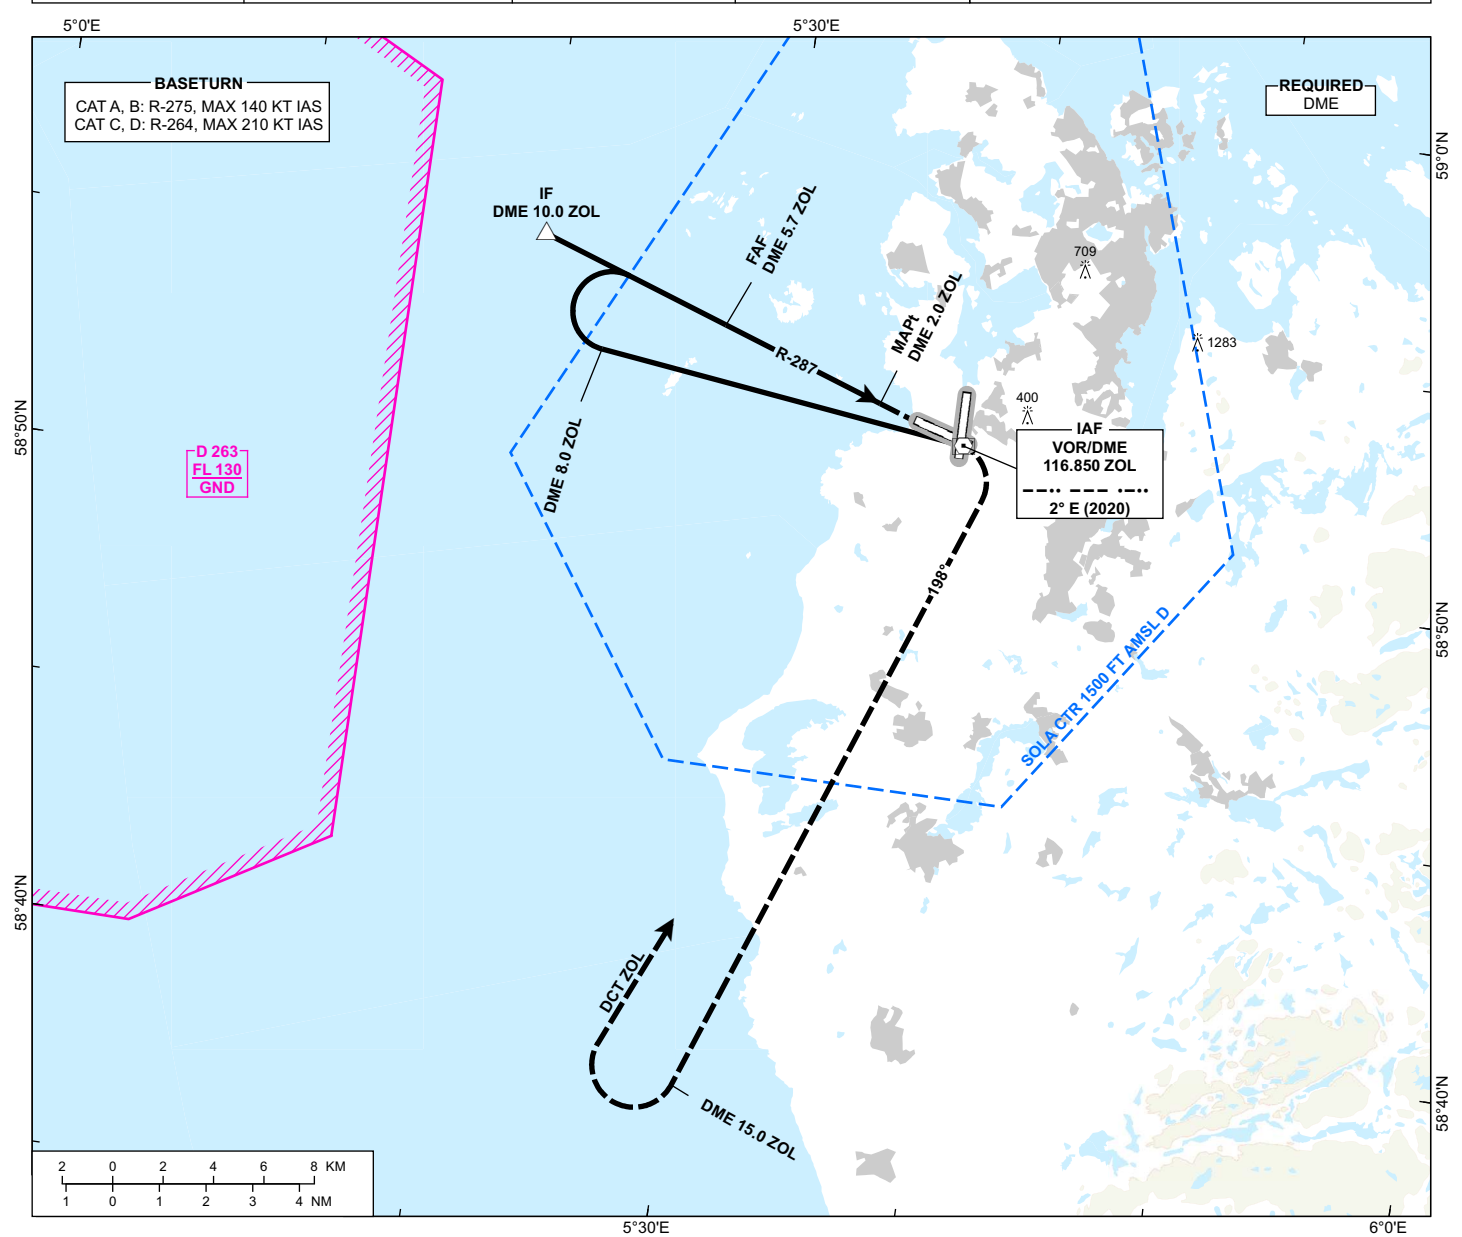 5°0'E
5°30'E
BASETURN
CAT A, B: R-275, MAX 140 KT IAS
CAT C, D: R-264, MAX 210 KT IAS
REQUIRED
DME
59°0'N
IF
DME 10.0 ZOL
FAF
DME 5.7 ZOL
709
MAPt
DME 2.0 ZOL
1283
R-287
400
58°50'N
IAF
VOR/DME
116.850 ZOL
2° E (2020)
D 263
FL 130
GND
DME 8.0 ZOL
198°
58°50'N
SOLA CTR 1500 FT AMSL D
58°40'N
DCT ZOL
DME 15.0 ZOL
58°40'N
2 0 2 4 6 8 KM
1 0 1 2 3 4 NM
5°30'E
6°0'E